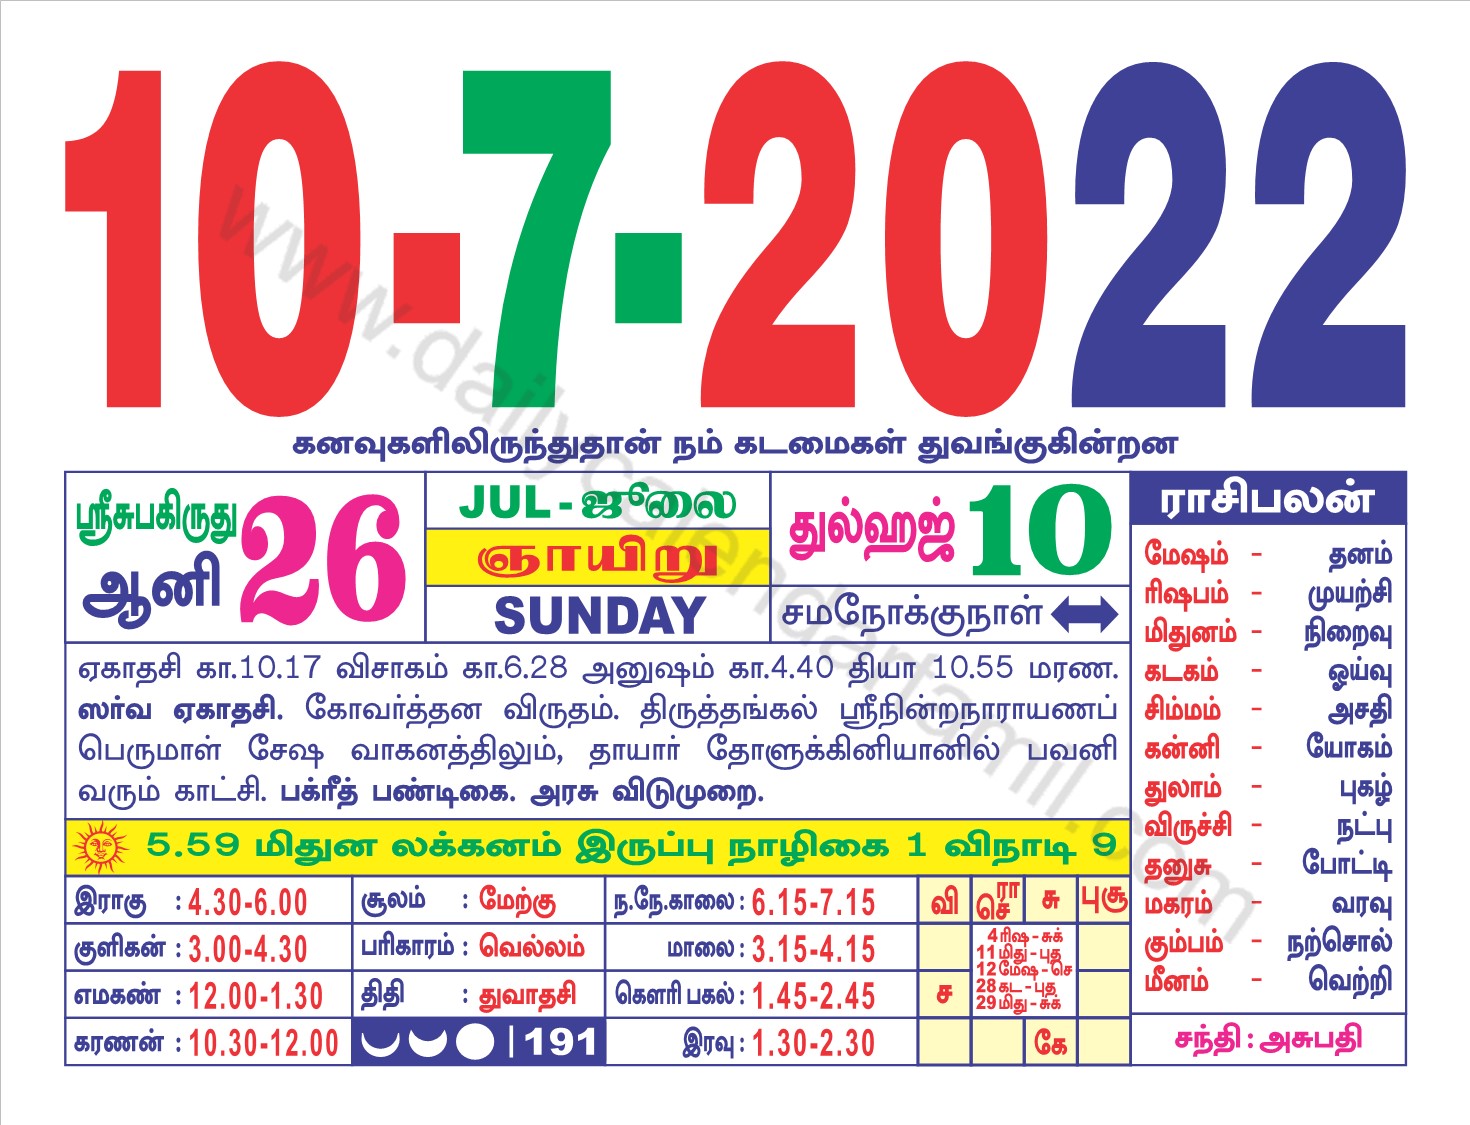 10-7-2022
கனவுகளிலிருந்துதான் நம் கடமைகள் துவங்குகின்றன
ஸ்ரீசுபகிருது
ஆனி 26
JUL - ஜூலை
ஞாயிறு
SUNDAY
துல்ஹஜ் 10
சமநோக்குநாள்
ஏகாதசி கா.10.17 விசாகம் கா.6.28 அனுஷம் கா.4.40 தியா 10.55 மரண.
ஸர்வ ஏகாதசி. கோவர்த்தன விருதம். திருத்தங்கல் ஸ்ரீநின்றநாராயணப்
பெருமாள் சேஷ வாகனத்திலும், தாயார் தோளுக்கினியானில் பவனி
வரும் காட்சி. பக்ரீத் பண்டிகை. அரசு விடுமுறை.
5.59 மிதுன லக்கனம் இருப்பு நாழிகை 1 விநாடி 9
இராகு : 4.30-6.00
குளிகன் : 3.00-4.30
எமகண் : 12.00-1.30
கரணன் : 10.30-12.00
சூலம் : மேற்கு
பரிகாரம் : வெல்லம்
திதி : துவாதசி
191
ந.நே.காலை : 6.15-7.15
மாலை : 3.15-4.15
கௌரி பகல் : 1.45-2.45
இரவு : 1.30-2.30
வி
ரா
செ
சு
புசூ
4 ரிஷ - சுக்
11 மிது - புத
12 மேஷ - செ
28 கட - புத
29 மிது - சுக்
ச
கே
ராசிபலன்
மேஷம் - தனம்
ரிஷபம் - முயற்சி
மிதுனம் - நிறைவு
கடகம் - ஓய்வு
சிம்மம் - அசதி
கன்னி - யோகம்
துலாம் - புகழ்
விருச்சி - நட்பு
தனுசு - போட்டி
மகரம் - வரவு
கும்பம் - நற்சொல்
மீனம் - வெற்றி
சந்தி : அசுபதி
www.dailycalendartamil.com